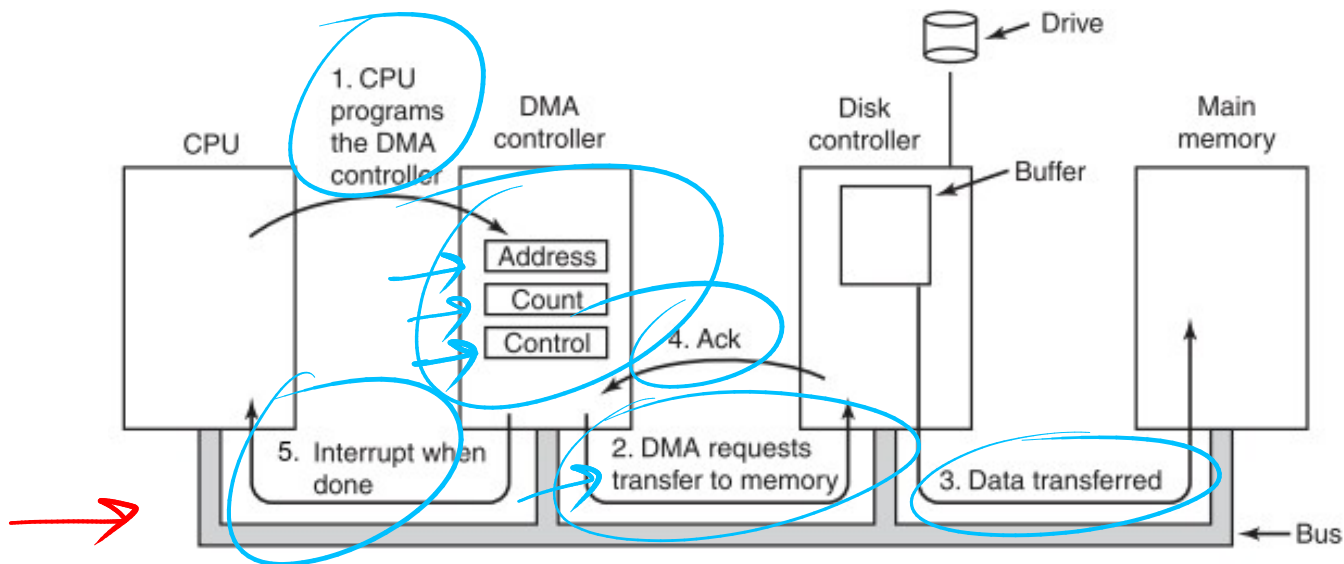 Drive
1. CPU
programs
the DMA
controller
CPU
DMA
controller
Disk
controller
Main
memory
Buffer
Address
Count
Control
4. Ack
5. Interrupt when
done
2. DMA requests
transfer to memory
3. Data transferred
Bus